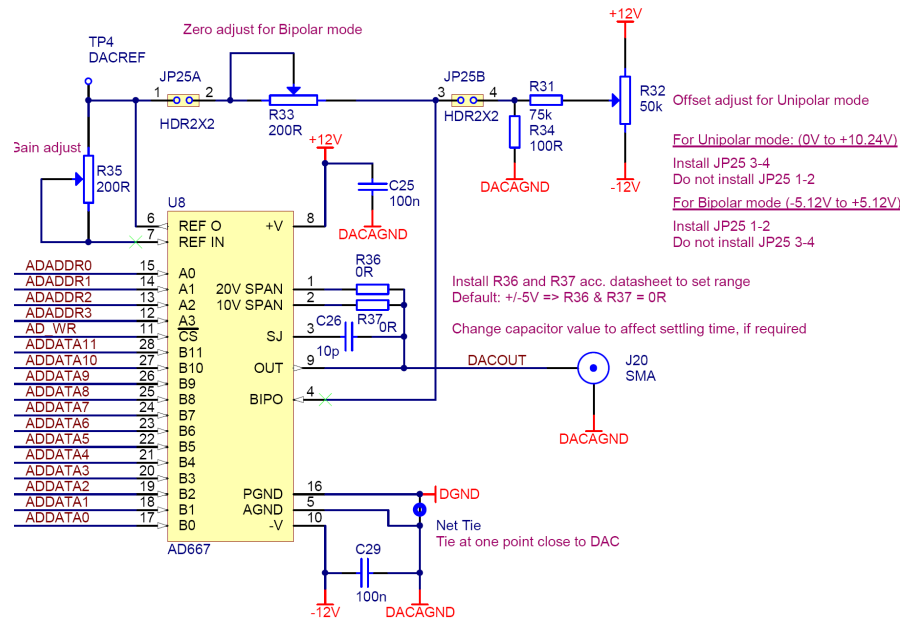 Zero adjust for Bipolar mode
+12V
TP4
DACREF
JP25A
1
2
HDR2X2
R33
200R
JP25B
3
4
HDR2X2
R31
75k
R34
100R
DACAGND
R32
50k
-12V
Offset adjust for Unipolar mode
For Unipolar mode: (0V to +10.24V)
Install JP25 3-4
Do not install JP25 1-2
For Bipolar mode (-5.12V to +5.12V)
Install JP25 1-2
Do not install JP25 3-4
Gain adjust
R35
200R
+12V
C25
100n
DACAGND
U8
6 REF O
7 REF IN
+V 8
ADADDR0 15 A0
ADADDR1 14 A1
ADADDR2 13 A2
ADADDR3 12 A3
AD_WR 11 CS
ADDATA11 28 B11
ADDATA10 27 B10
ADDATA9 26 B9
ADDATA8 25 B8
ADDATA7 24 B7
ADDATA6 23 B6
ADDATA5 22 B5
ADDATA4 21 B4
ADDATA3 20 B3
ADDATA2 19 B2
ADDATA1 18 B1
ADDATA0 17 B0
20V SPAN 1
10V SPAN 2
SJ 3
OUT 9
BIPO 4
PGND 16
AGND 5
-V 10
AD667
R36
0R
R37
0R
C26
10p
Install R36 and R37 acc. datasheet to set range
Default: +/-5V => R36 & R37 = 0R
Change capacitor value to affect settling time, if required
DACOUT
J20
SMA
DACAGND
DGND
Net Tie
Tie at one point close to DAC
C29
100n
-12V
DACAGND